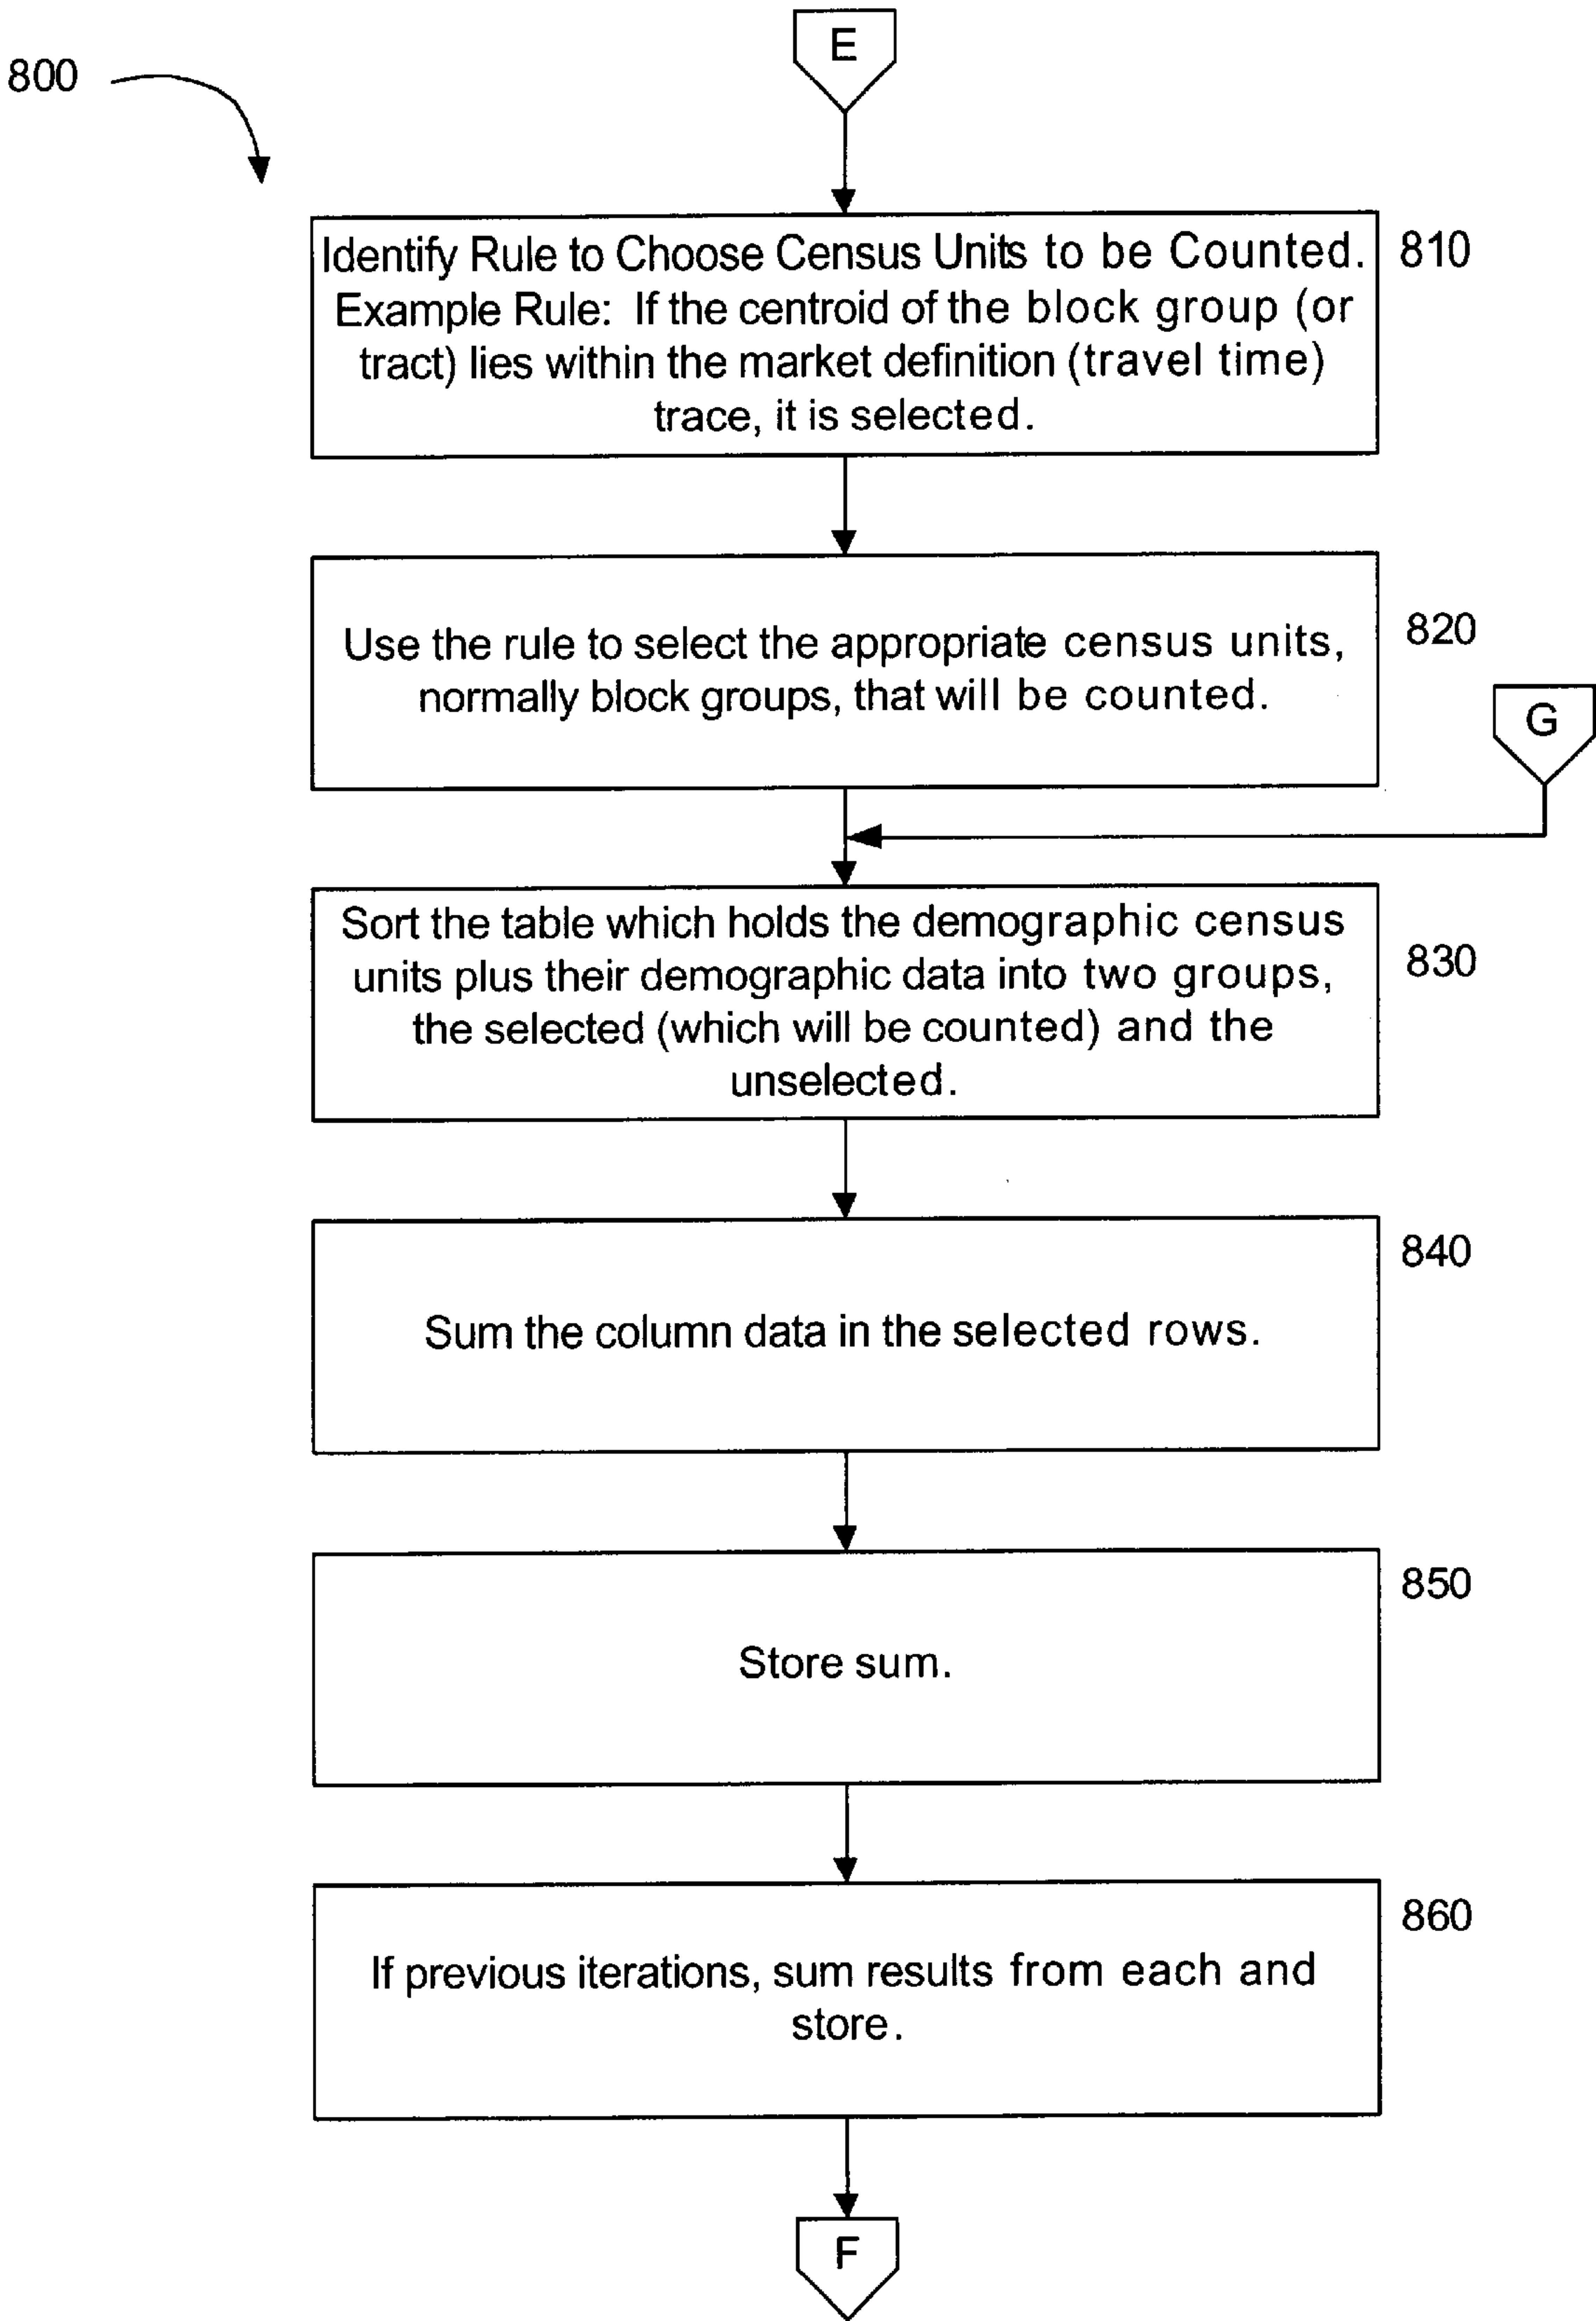 E
800
Identify Rule to Choose Census Units to be Counted.
Example Rule: If the centroid of the block group (or
tract) lies within the market definition (travel time)
trace, it is selected.
810
Use the rule to select the appropriate census units,
normally block groups, that will be counted.
820
G
Sort the table which holds the demographic census
units plus their demographic data into two groups,
the selected (which will be counted) and the
unselected.
830
Sum the column data in the selected rows.
840
Store sum.
850
If previous iterations, sum results from each and
store.
860
F